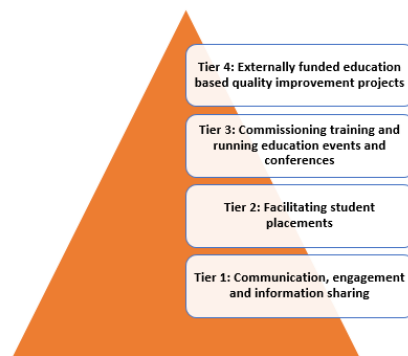 Tier 4: Externally funded education
based quality improvement projects
Tier 3: Commissioning training and
running education events and
conferences
Tier 2: Facilitating student
placements
Tier 1: Communication, engagement
and information sharing